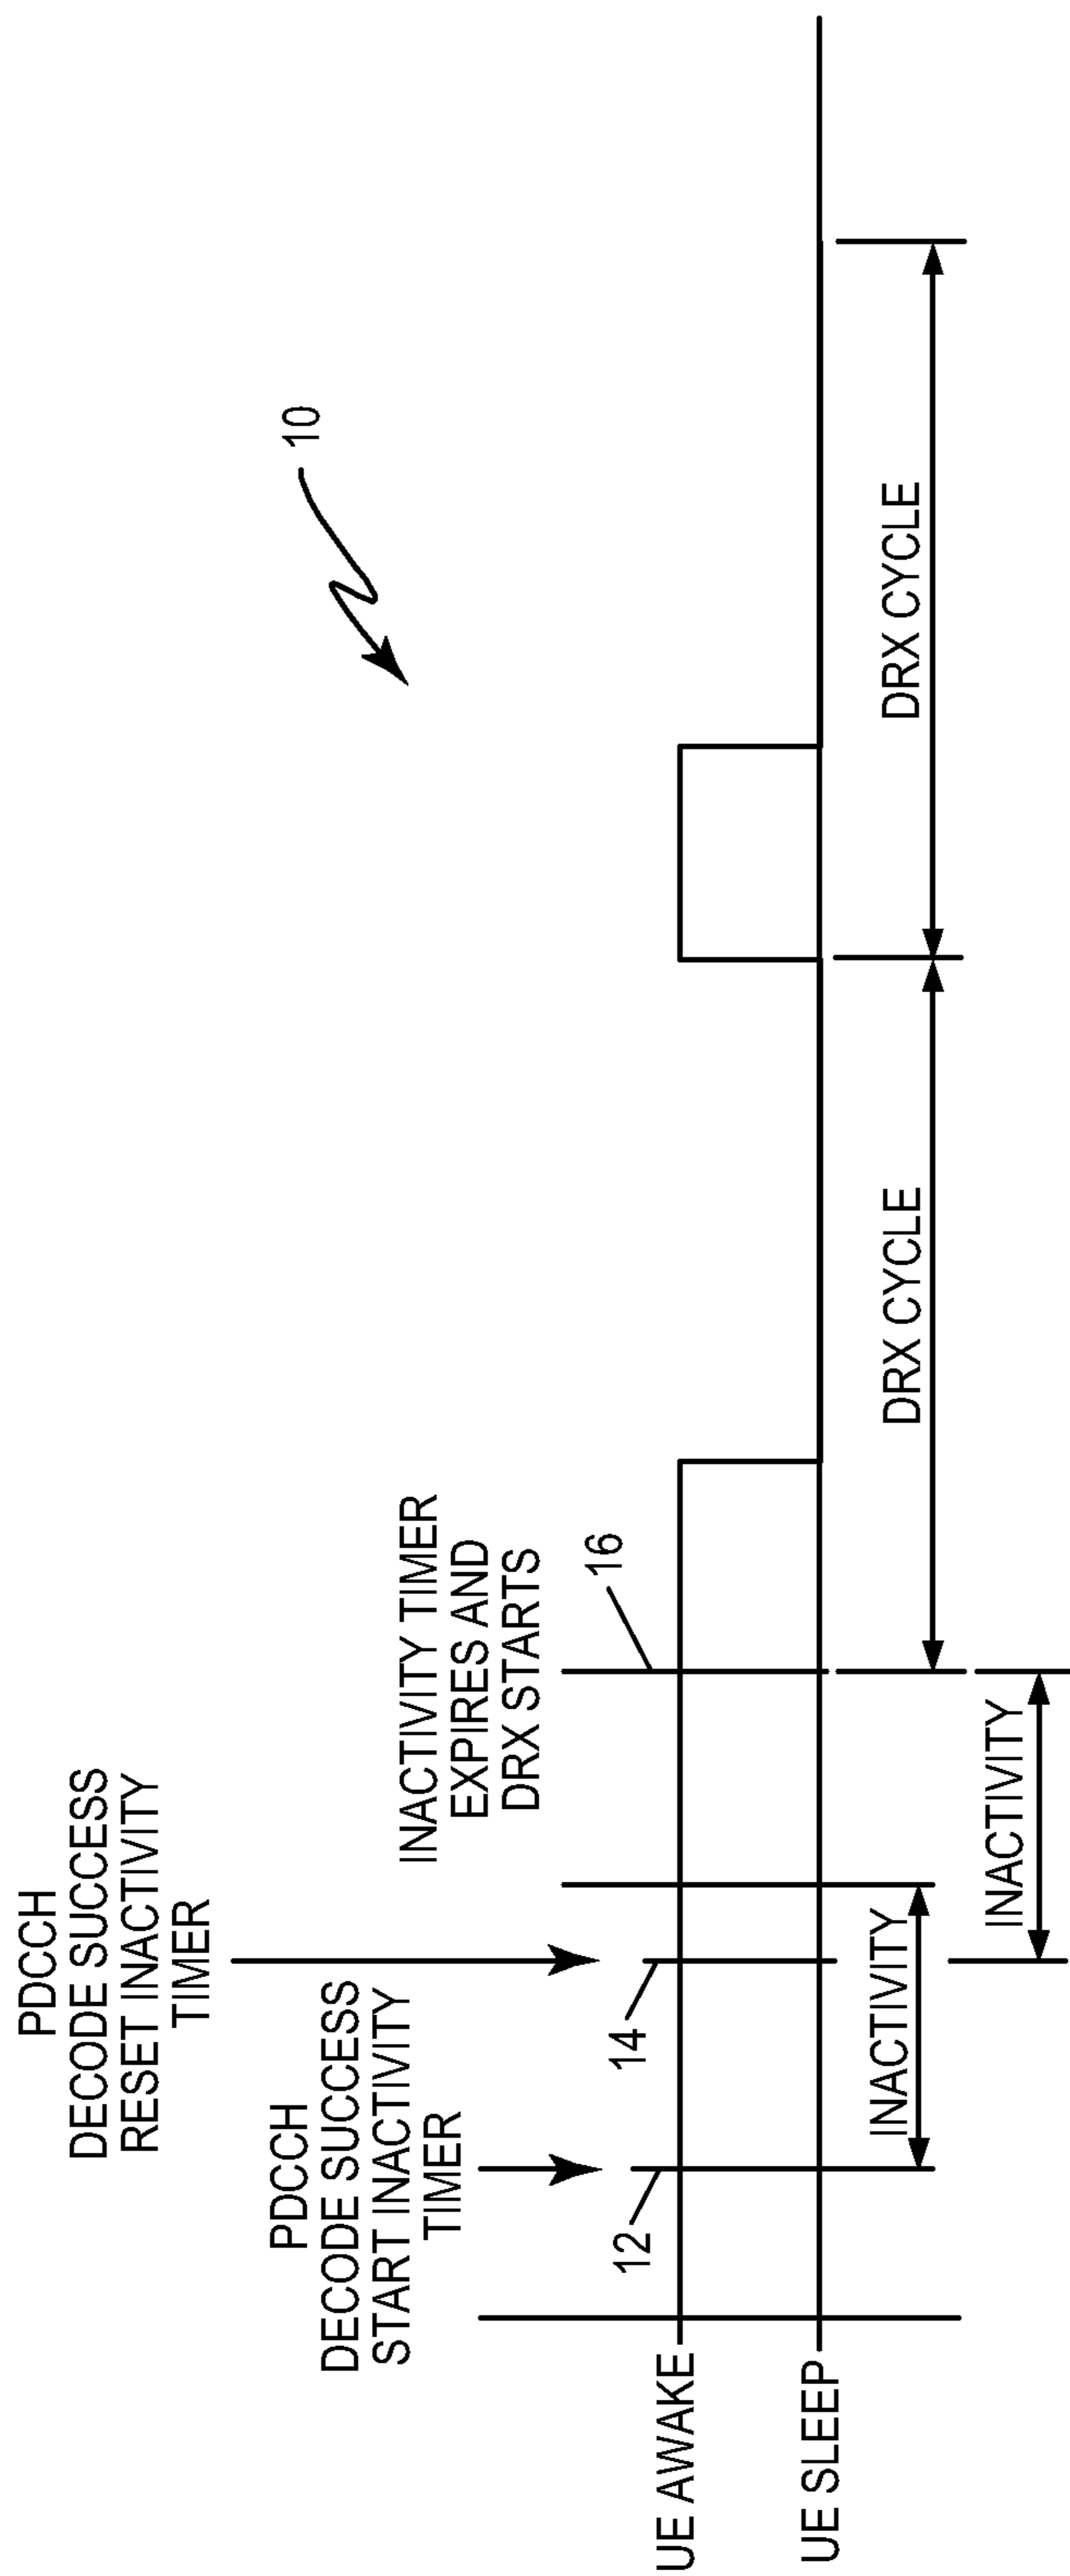 PDCCH
DECODE SUCCESS
RESET INACTIVITY
TIMER
PDCCH
DECODE SUCCESS
START INACTIVITY
TIMER
INACTIVITY TIMER
EXPIRES AND
DRX STARTS
10
12
14
16
UE AWAKE
UE SLEEP
INACTIVITY
INACTIVITY
DRX CYCLE
DRX CYCLE